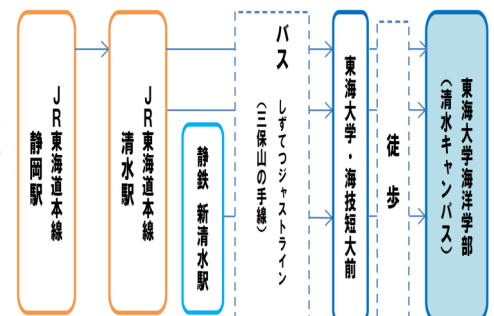 JR東海道本線
静岡駅
JR東海道本線
清水駅
静鉄 新清水駅
バス
しずてつジャストライン
(三保山の手線)
東海大学・海技短大前
徒歩
東海大学海洋学部
(清水キャンパス)